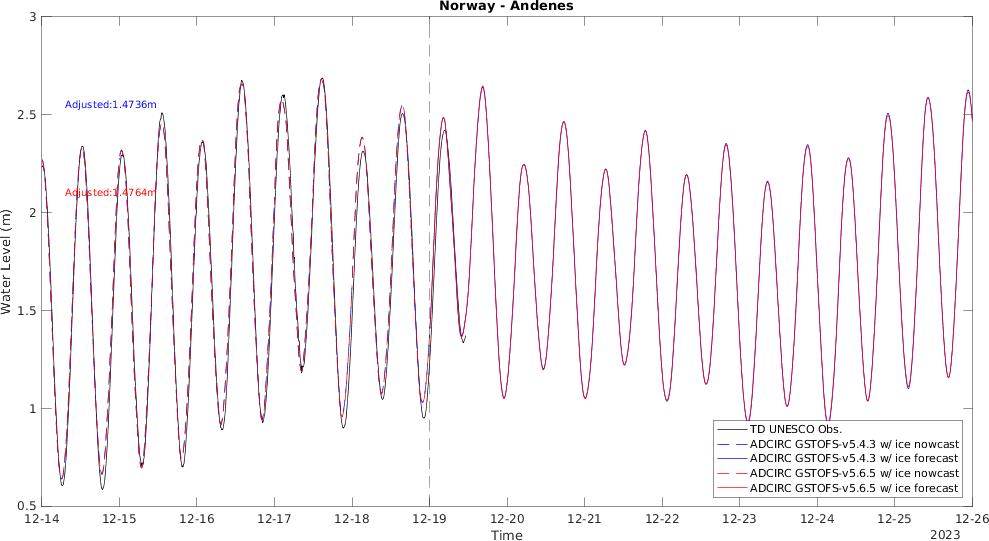 Norway - Andenes
3
2.5
2
1.5
1
0.5
Water Level (m)
Adjusted:1.4736m
Adjusted:1.4764m
TD UNESCO Obs.
ADCIRC GSTOFS-v5.4.3 w/ ice nowcast
ADCIRC GSTOFS-v5.4.3 w/ ice forecast
ADCIRC GSTOFS-v5.6.5 w/ ice nowcast
ADCIRC GSTOFS-v5.6.5 w/ ice forecast
12-14 12-15 12-16 12-17 12-18 12-19 12-20 12-21 12-22 12-23 12-24 12-25 12-26
Time
2023